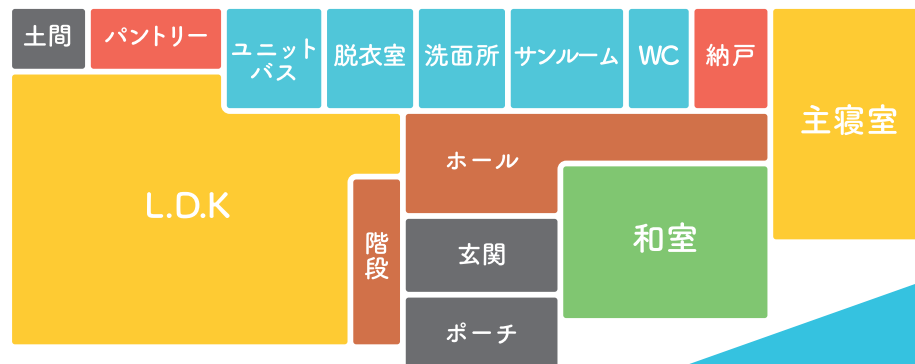 土間
パントリー
ユニット
バス
脱衣室
洗面所
サンルーム
WC
納戸
主寝室
L.D.K
ホール
階
段
玄関
和室
ポーチ